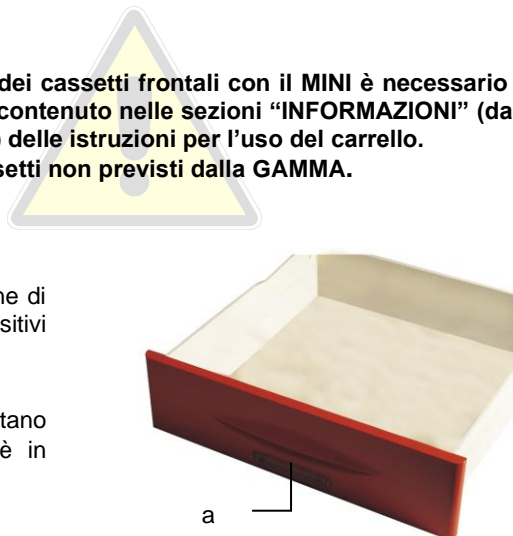 dei cassetti frontali con il MINI è necessario
contenuto nelle sezioni “INFORMAZIONI” (da
) delle istruzioni per l’uso del carrello.
setti non previsti dalla GAMMA.
ne di
sitivi
tano
è in
a